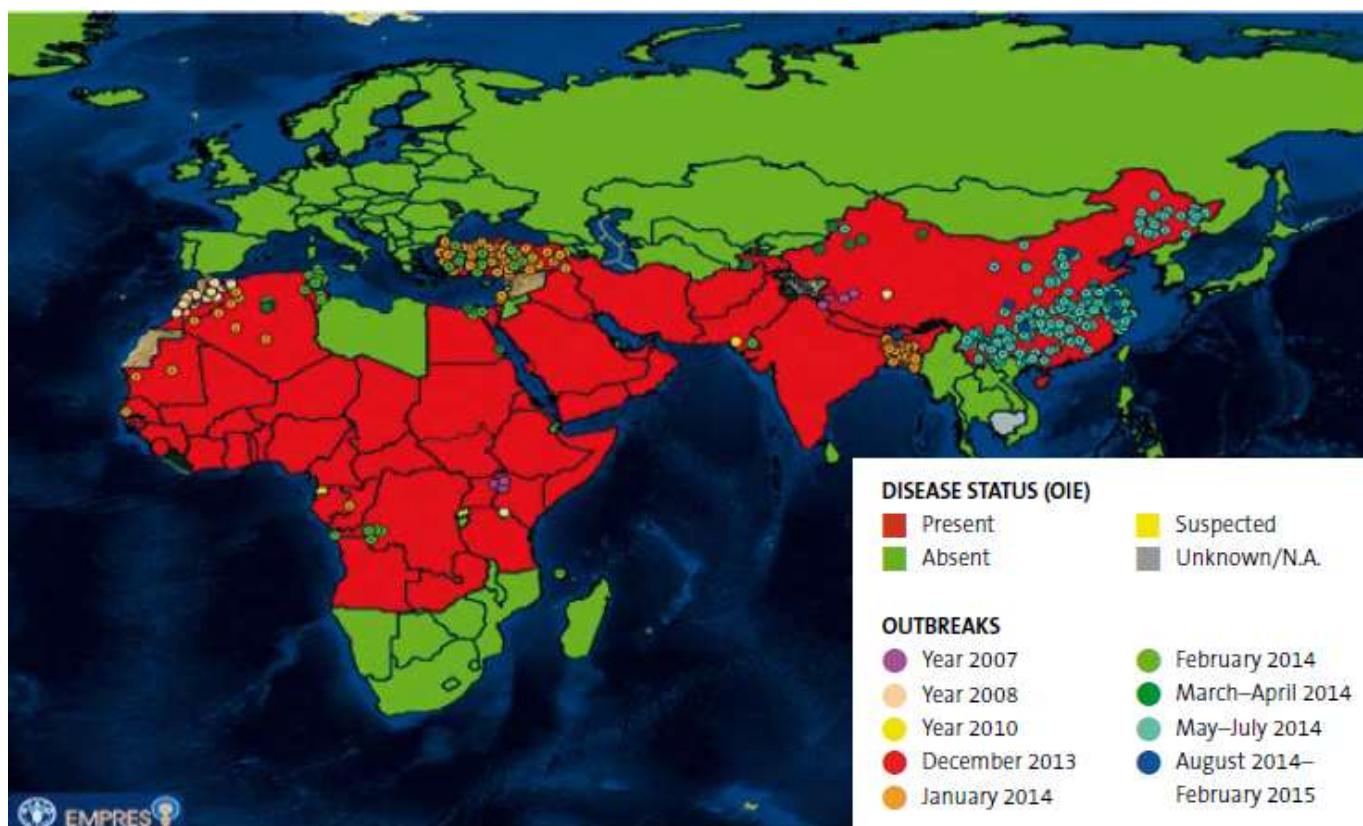 DISEASE STATUS (OIE)
Present
Absent
Suspected
Unknown/N.A.
OUTBREAKS
Year 2007
Year 2008
Year 2010
December 2013
January 2014
February 2014
March–April 2014
May–July 2014
August 2014–
February 2015
EMPRES